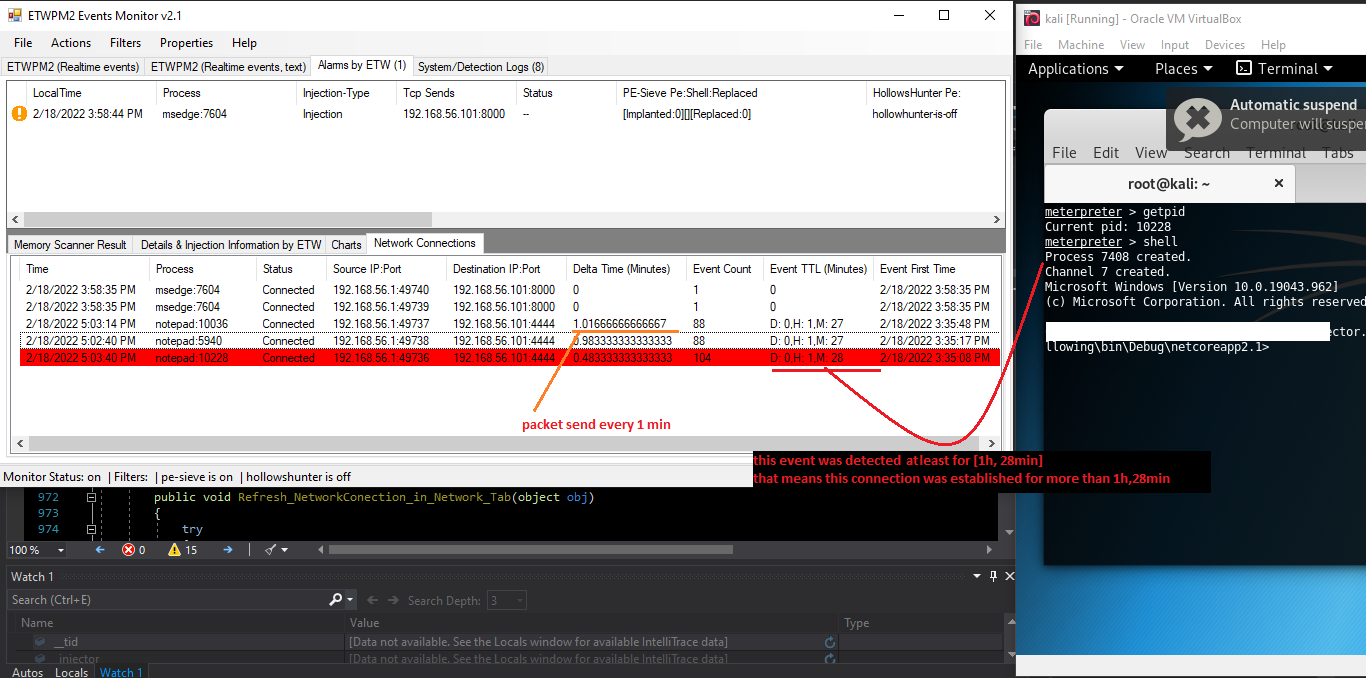 ETWPM2 Events Monitor v2.1
File Actions Filters Properties Help
ETWPM2 (Realtime events) ETWPM2 (Realtime events, text) Alarms by ETW (1) System/Detection Logs (8)
LocalTime Process Injection-Type Tcp Sends Status PE-Sieve Pe:Shell:Replaced HollowsHunter Pe:
2/18/2022 3:58:44 PM msedge:7604 Injection 192.168.56.101:8000 -- [Implanted:0][][Replaced:0] hollowhunter-is-off
Memory Scanner Result Details & Injection Information by ETW Charts Network Connections
Time Process Status Source IP:Port Destination IP:Port Delta Time (Minutes) Event Count Event TTL (Minutes) Event First Time
2/18/2022 3:58:35 PM msedge:7604 Connected 192.168.56.1:49740 192.168.56.101:8000 0 1 0 2/18/2022 3:58:35 PM
2/18/2022 3:58:35 PM msedge:7604 Connected 192.168.56.1:49739 192.168.56.101:8000 0 1 0 2/18/2022 3:58:35 PM
2/18/2022 5:03:14 PM notepad:10036 Connected 192.168.56.1:49737 192.168.56.101:4444 1.01666666666667 88 D: 0,H: 1,M: 27 2/18/2022 3:35:48 PM
2/18/2022 5:02:40 PM notepad:5940 Connected 192.168.56.1:49738 192.168.56.101:4444 0.983333333333333 88 D: 0,H: 1,M: 27 2/18/2022 3:35:17 PM
2/18/2022 5:03:40 PM notepad:10228 Connected 192.168.56.1:49736 192.168.56.101:4444 0.483333333333333 104 D: 0,H: 1,M: 28 2/18/2022 3:35:08 PM
packet send every 1 min
this event was detected atleast for [1h, 28min]
that means this connection was established for more than 1h,28min
Monitor Status: on | Filters: | pe-sieve is on | hollowshunter is off
972 public void Refresh_NetworkConection_in_Network_Tab(object obj)
973 {
974 try
100 % 0 15
Watch 1
Search (Ctrl+E) Search Depth: 3
Name Value Type
__tid [Data not available. See the Locals window for available IntelliTrace data]
injector [Data not available. See the Locals window for available IntelliTrace data]
Autos Locals Watch 1
kali [Running] - Oracle VM VirtualBox
File Machine View Input Devices Help
Applications Places Terminal
Automatic suspend
Computer will suspe
File Edit View Search Terminal Tabs
root@kali: ~
meterpreter > getpid
Current pid: 10228
meterpreter > shell
Process 7408 created.
Channel 7 created.
Microsoft Windows [Version 10.0.19043.962]
(c) Microsoft Corporation. All rights reserved
ector.
llowing\bin\Debug\netcoreapp2.1>